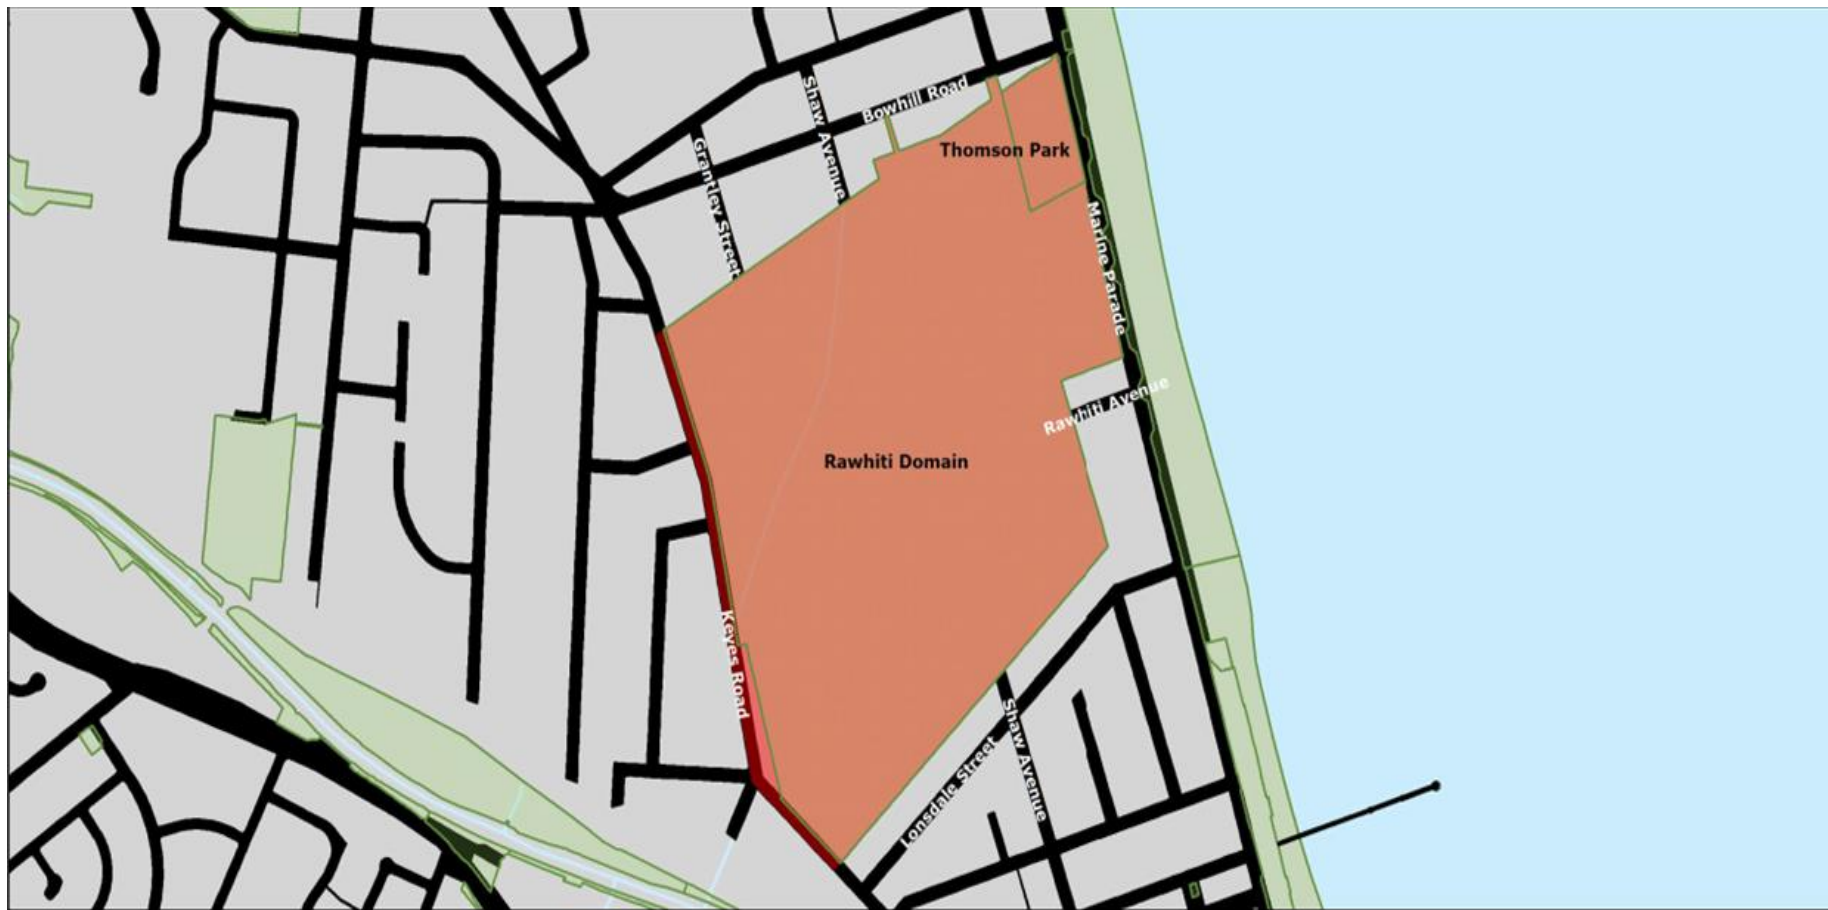 Shaw Avenue
Bowhill Road
Grantley Street
Thomson Park
Marine Parade
Rawhiti Avenue
Rawhiti Domain
Keyes Road
Shaw Avenue
Lonsdale Street